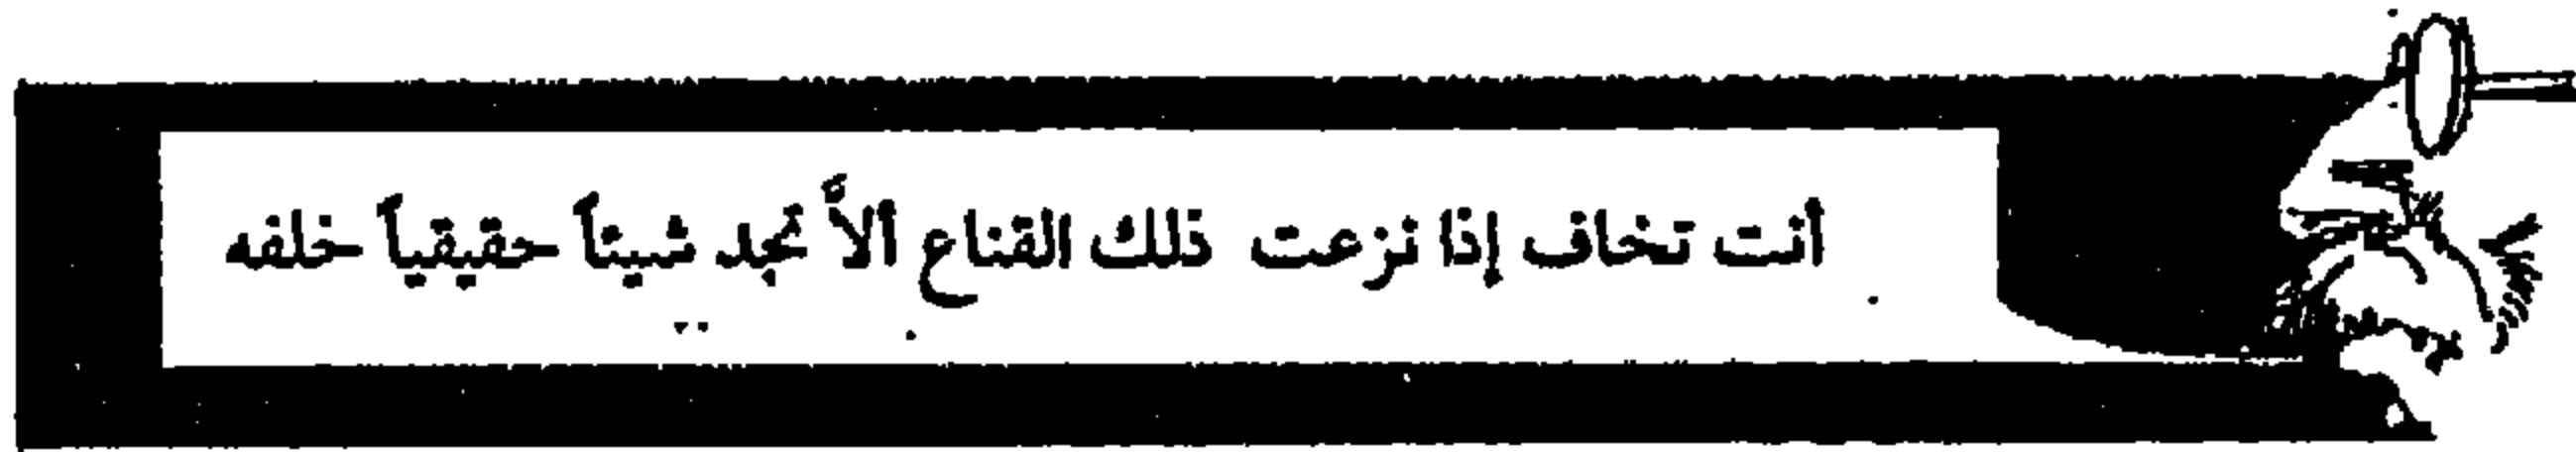 أنت تخاف إذا نزعت ذلك القناع ألاَّ تجد شيئاً حقيقياً خلفه